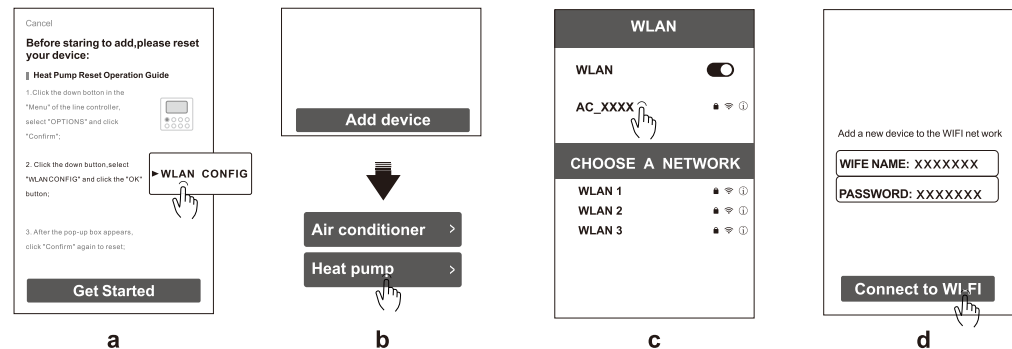 Cancel
Before staring to add,please reset
your device:
|| Heat Pump Reset Operation Guide
1.Click the down botton in the
"Menu" of the line controller,
select "OPTIONS" and click
"Confirm";
2. Click the down button,select
"WLAN CONFIG" and click the "OK"
button;
►WLAN CONFIG
3. After the pop-up box appears,
click "Confirm" again to reset;
Get Started
a
Add device
Air conditioner >
Heat pump >
b
WLAN
WLAN
AC_XXXX
CHOOSE A NETWORK
WLAN 1
WLAN 2
WLAN 3
c
Add a new device to the WIFI net work
WIFE NAME: XXXXXXX
PASSWORD: XXXXXXX
Connect to WI-FI
d